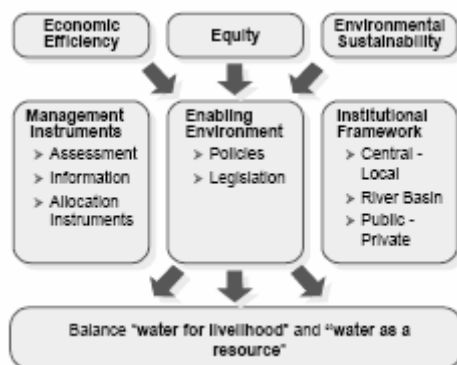 Economic
Efficiency
Equity
Environmental
Sustainability
Management
Instruments
➢ Assessment
➢ Information
➢ Allocation
Instruments
Enabling
Environment
➢ Policies
➢ Legislation
Institutional
Framework
➢ Central -
Local
➢ River Basin
➢ Public -
Private
Balance "water for livelihood" and "water as a
resource"